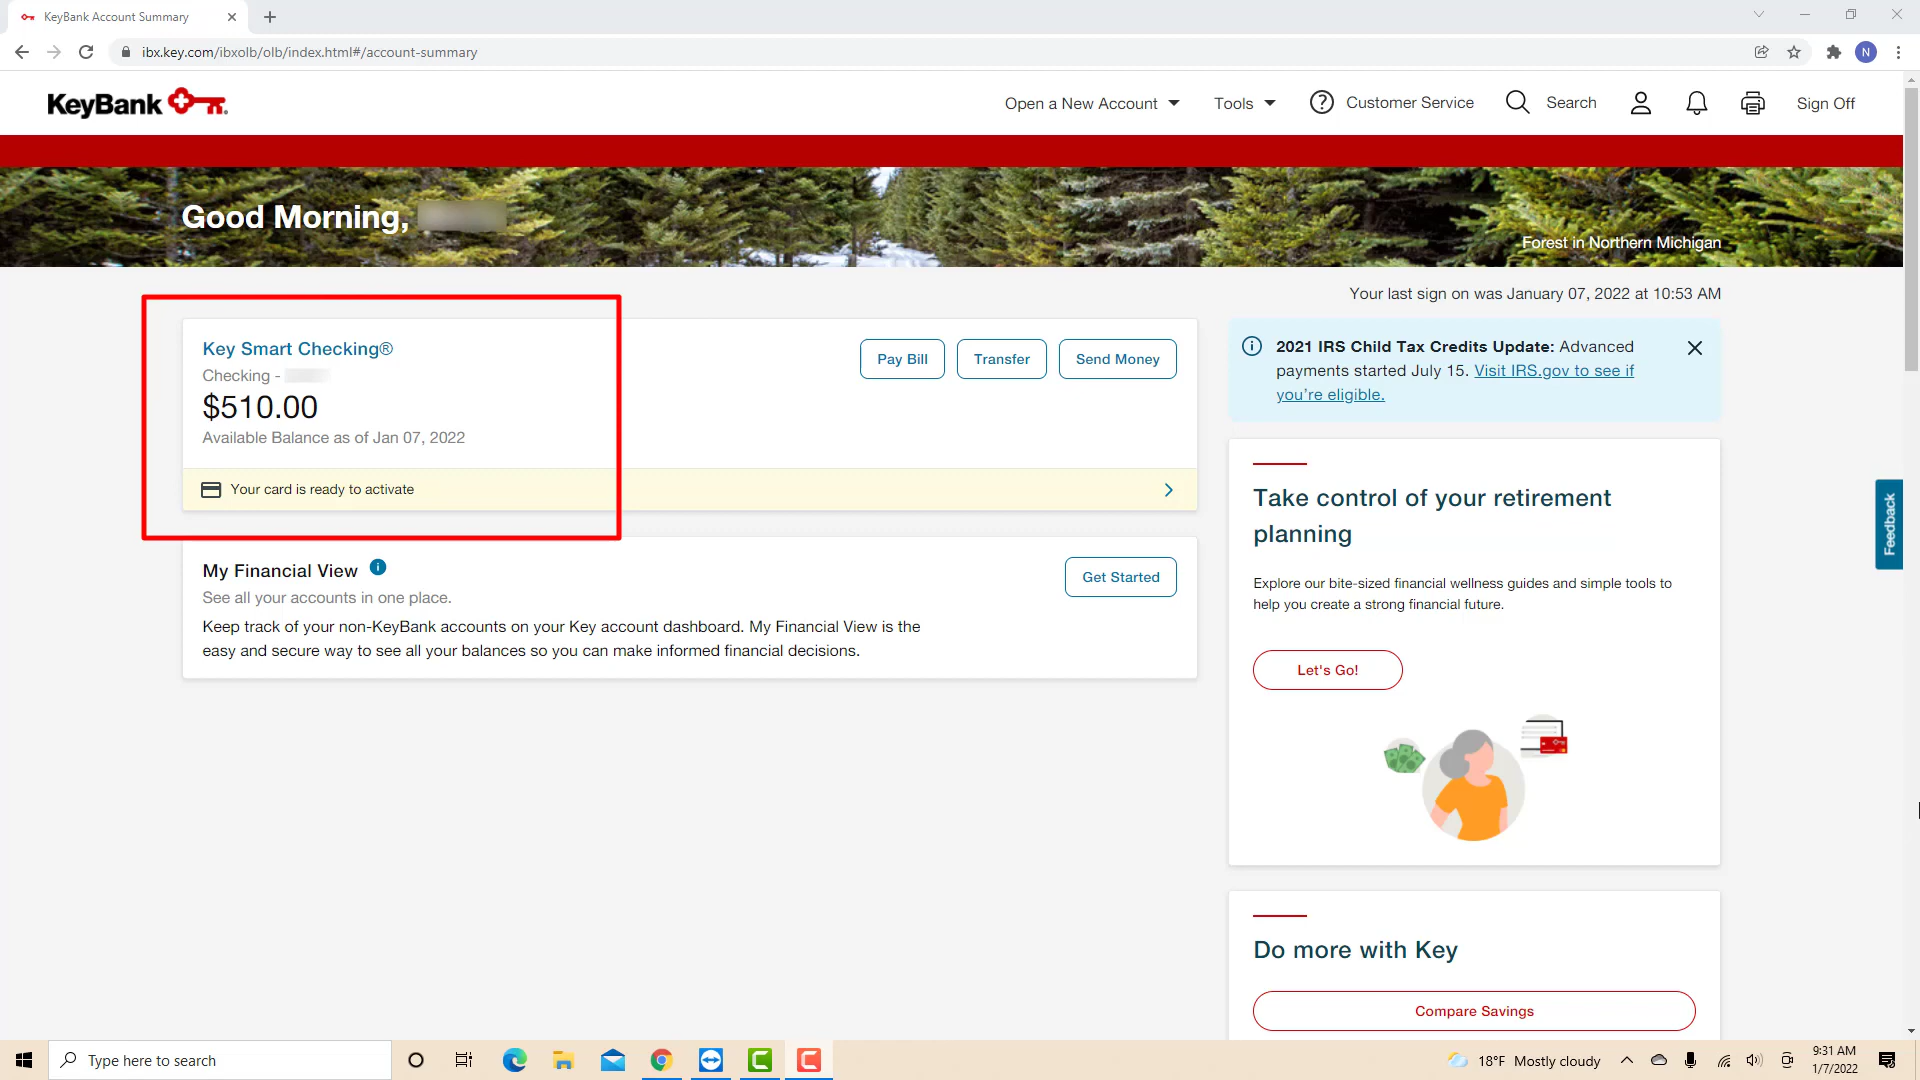 KeyBank Account Summary
ibx.key.com/ibxolb/olb/index.html#/account-summary
N
KeyBank
Open a New Account
Tools
Customer Service
Search
Sign Off
Good Morning,
Forest in Northern Michigan
Your last sign on was January 07, 2022 at 10:53 AM
Key Smart Checking®
Checking -
$510.00
Available Balance as of Jan 07, 2022
Pay Bill
Transfer
Send Money
Your card is ready to activate
My Financial View
See all your accounts in one place.
Keep track of your non-KeyBank accounts on your Key account dashboard. My Financial View is the
easy and secure way to see all your balances so you can make informed financial decisions.
Get Started
2021 IRS Child Tax Credits Update: Advanced
payments started July 15. Visit IRS.gov to see if
you're eligible.
Take control of your retirement
planning
Explore our bite-sized financial wellness guides and simple tools to
help you create a strong financial future.
Let's Go!
Feedback
Do more with Key
Compare Savings
Type here to search
18°F Mostly cloudy
9:31 AM
1/7/2022